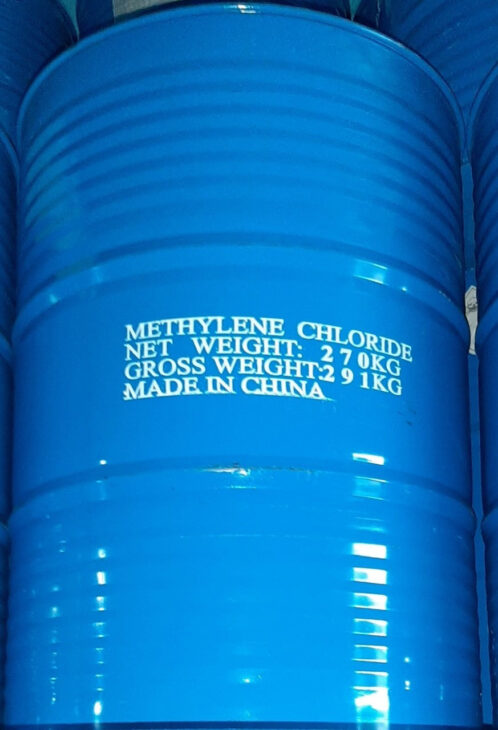 METHYLENE CHLORIDE
NET WEIGHT: 270KG
GROSS WEIGHT:291KG
MADE IN CHINA